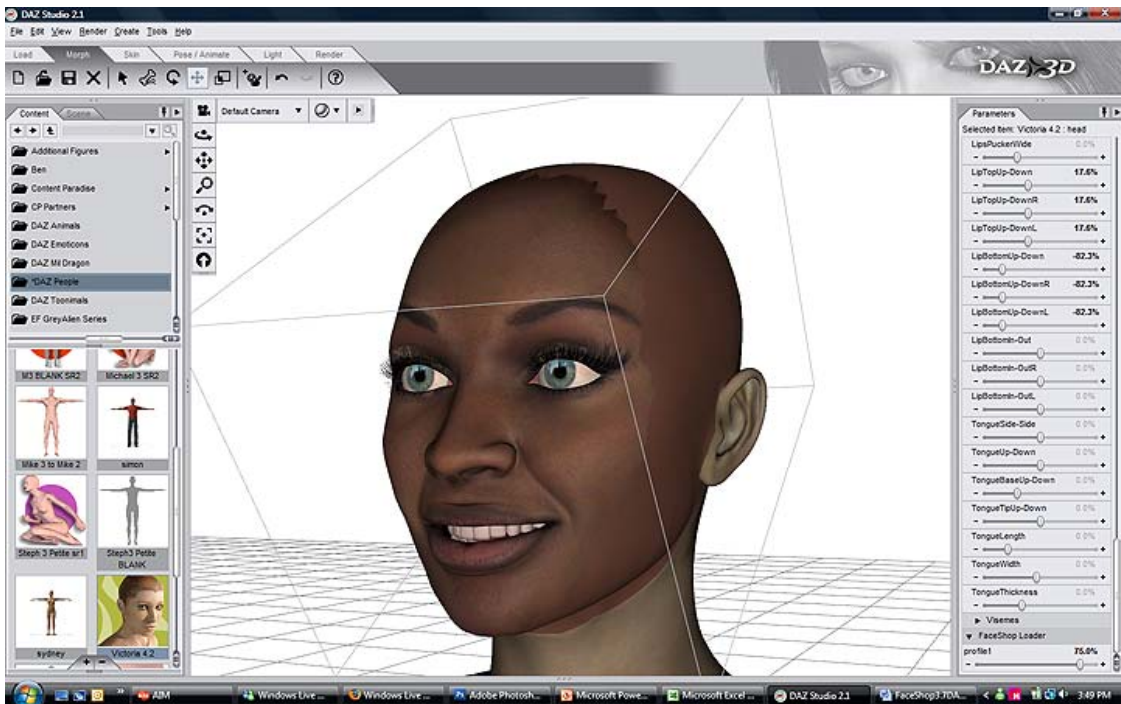 DAZ Studio 2.1
File Edit View Render Create Tools Help
Load Morph Skin Pose / Animate Light Render
DAZ 3D
Content Scene
Default Camera
Additional Figures
Ben
Content Paradise
CP Partners
DAZ Animals
DAZ Emoticons
DAZ Mil Dragon
*DAZ People
DAZ Toonimals
EF GreyAlien Series
M3 BLANK SR2 Michael 3 SR2
Mike 3 to Mike 2 simon
Steph 3 Petite sr1 Steph3 Petite
BLANK
sydney Victoria 4.2
Parameters
Selected Item: Victoria 4.2 : head
LipsPuckerWide 0.0%
LipTopUp-Down 17.6%
LipTopUp-DownR 17.6%
LipTopUp-DownL 17.6%
LipBottomUp-Down -82.3%
LipBottomUp-DownR -82.3%
LipBottomUp-DownL -82.3%
LipBottomIn-Out 0.0%
LipBottomIn-OutR 0.0%
LipBottomIn-OutL 0.0%
TongueSide-Side 0.0%
TongueUp-Down 0.0%
TongueBaseUp-Down 0.0%
TongueTipUp-Down 0.0%
TongueLength 0.0%
TongueWidth 0.0%
TongueThickness 0.0%
Visemes
FaceShop Loader
profile1 75.0%
AIM Windows Live ... Windows Live ... Adobe Photosh... Microsoft Powe... Microsoft Excel ... DAZ Studio 2.1 FaceShop3.7DA... 3:49 PM